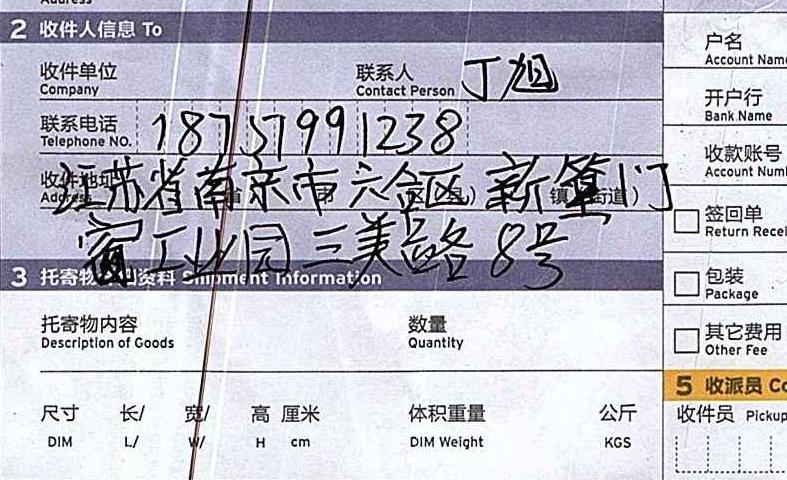 Address
2 收件人信息 To
收件单位
Company
联系人
Contact Person
丁旭
户名
Account Name
联系电话
Telephone NO.
18757991238
开户行
Bank Name
收件地址
Address
江苏省南京市六合区新篁门
窗工业园三美路8号
收款账号
Account Num
签回单
Return Recei
3 托寄物 资料 Shipment Information
包装
Package
托寄物内容
Description of Goods
数量
Quantity
其它费用
Other Fee
5 收派员 Co
尺寸 长/ 宽/ 高 厘米 体积重量 公斤
DIM L/ W/ H cm DIM Weight KGS
收件员 Pickup